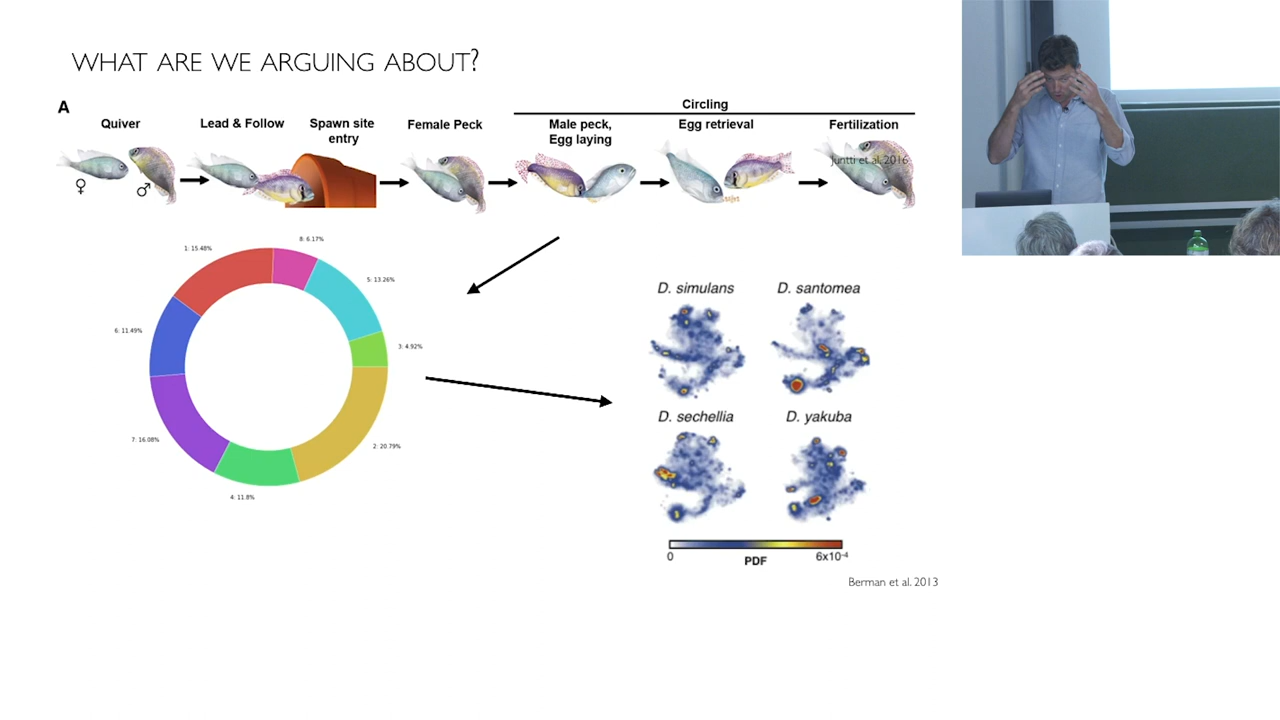 WHAT ARE WE ARGUING ABOUT?
A
Circling
Quiver
Lead & Follow
Spawn site
entry
Female Peck
Male peck,
Egg laying
Egg retrieval
Fertilization
Juntti et al. 2016
♀
♂
1: 15.48%
8: 6.17%
5: 13.26%
6: 11.49%
3: 4.92%
7: 16.08%
2: 20.79%
4: 11.8%
D. simulans
D. santomea
D. sechellia
D. yakuba
0
PDF
6x10⁻⁴
Berman et al. 2013